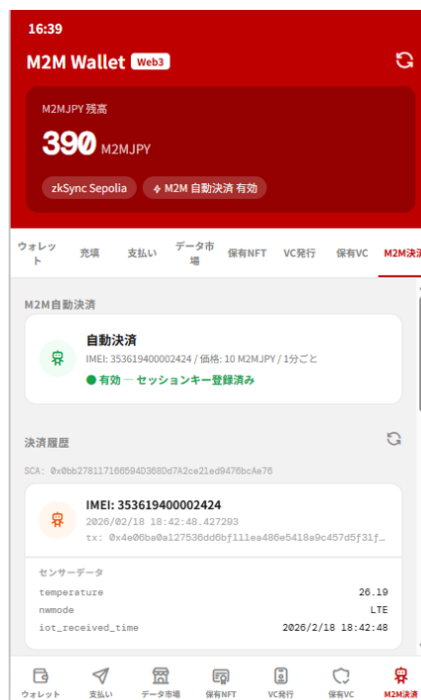 16:39
M2M Wallet Web3
M2MJPY 残高
390 M2MJPY
zkSync Sepolia M2M 自動決済 有効
ウォレット 充填 支払い データ市場 保有NFT VC発行 保有VC M2M決済
M2M自動決済
自動決済
IMEI: 353619400002424 / 価格: 10 M2MJPY / 1分ごと
有効 — セッションキー登録済み
決済履歴
SCA: 0x0bb278117166594D368Dd7A2ce21ed9476bcAe76
IMEI: 353619400002424
2026/02/18 18:42:48.427293
tx: 0x4e06ba0a127536dd6bf111ea486e5418a9c457d5f31f…
センサーデータ
temperature 26.19
nwmode LTE
iot_received_time 2026/2/18 18:42:48
ウォレット 支払い データ市場 保有NFT VC発行 保有VC M2M決済